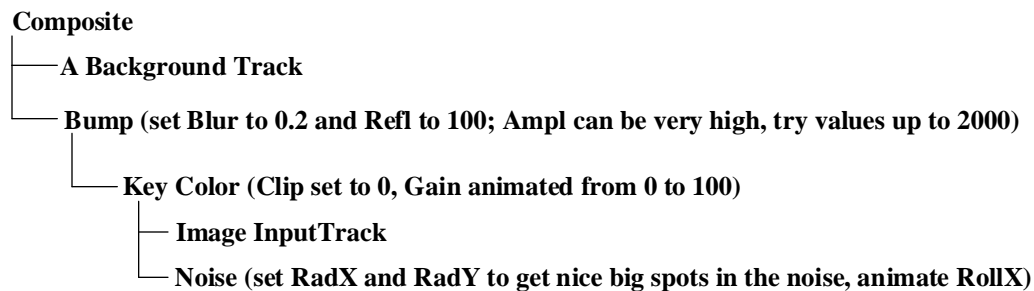 Composite
A Background Track
Bump (set Blur to 0.2 and Refl to 100; Ampl can be very high, try values up to 2000)
Key Color (Clip set to 0, Gain animated from 0 to 100)
Image InputTrack
Noise (set RadX and RadY to get nice big spots in the noise, animate RollX)